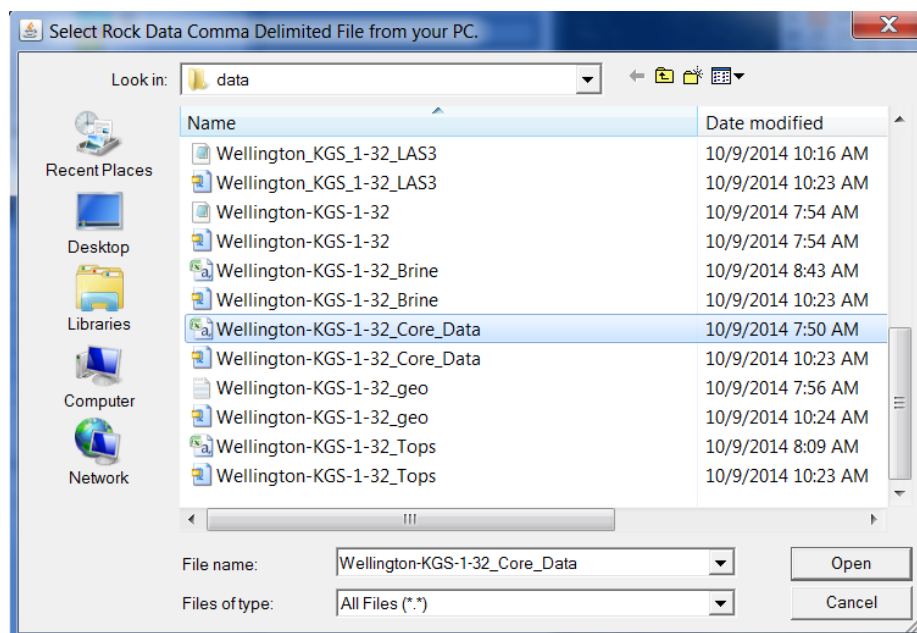 Select Rock Data Comma Delimited File from your PC.
Look in: data
Name Date modified
Wellington_KGS_1-32_LAS3 10/9/2014 10:16 AM
Wellington_KGS_1-32_LAS3 10/9/2014 10:23 AM
Wellington-KGS-1-32 10/9/2014 7:54 AM
Wellington-KGS-1-32 10/9/2014 7:54 AM
Wellington-KGS-1-32_Brine 10/9/2014 8:43 AM
Wellington-KGS-1-32_Brine 10/9/2014 10:23 AM
Wellington-KGS-1-32_Core_Data 10/9/2014 7:50 AM
Wellington-KGS-1-32_Core_Data 10/9/2014 10:23 AM
Wellington-KGS-1-32_geo 10/9/2014 7:56 AM
Wellington-KGS-1-32_geo 10/9/2014 10:24 AM
Wellington-KGS-1-32_Tops 10/9/2014 8:09 AM
Wellington-KGS-1-32_Tops 10/9/2014 10:23 AM
Recent Places
Desktop
Libraries
Computer
Network
File name: Wellington-KGS-1-32_Core_Data Open
Files of type: All Files (*.*) Cancel